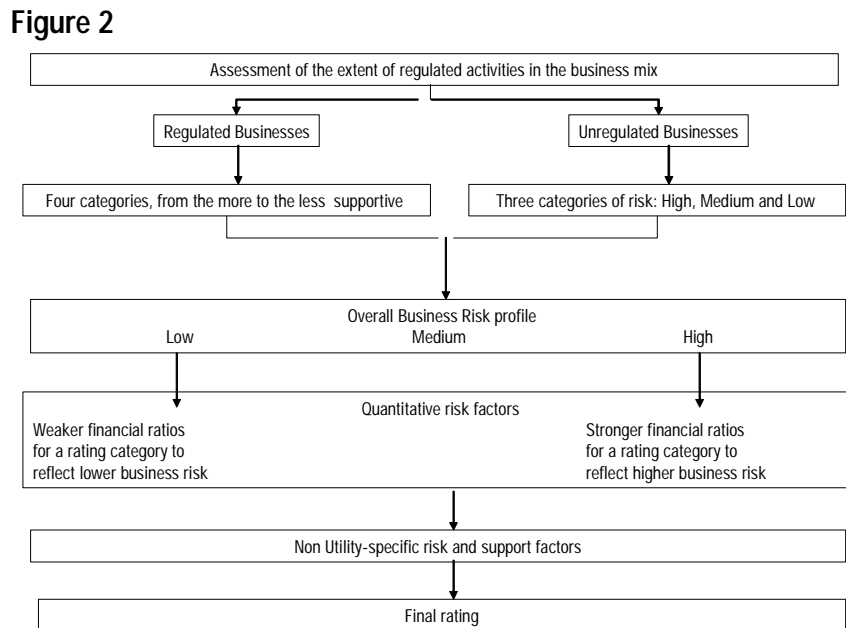 Figure 2
Assessment of the extent of regulated activities in the business mix
Regulated Businesses
Unregulated Businesses
Four categories, from the more to the less supportive
Three categories of risk: High, Medium and Low
Overall Business Risk profile
Low
Medium
High
Quantitative risk factors
Weaker financial ratios
for a rating category to
reflect lower business risk
Stronger financial ratios
for a rating category to
reflect higher business risk
Non Utility-specific risk and support factors
Final rating